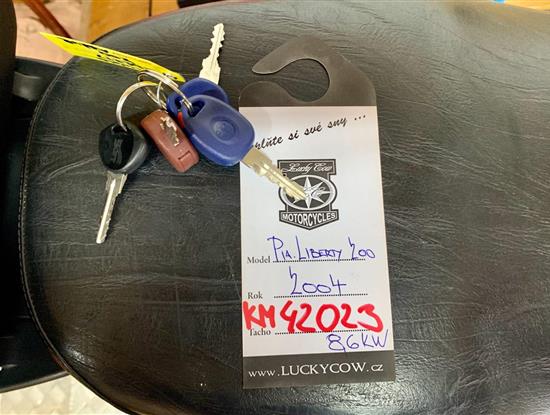 si své sny ...
Lucky Cow
MOTORCYCLES
Model Pia. Liberty 200
Rok 2004
KM 42023
Tacho
8,6 KW
www.LUCKYCOW.cz